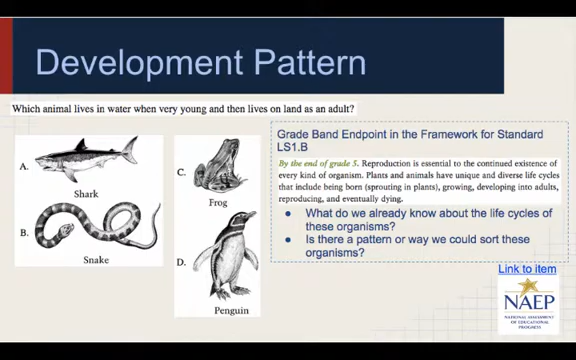 Development Pattern
Which animal lives in water when very young and then lives on land as an adult?
A.
Shark
B.
Snake
C.
Frog
D.
Penguin
Grade Band Endpoint in the Framework for Standard
LS1.B
By the end of grade 5. Reproduction is essential to the continued existence of
every kind of organism. Plants and animals have unique and diverse life cycles
that include being born (sprouting in plants), growing, developing into adults,
reproducing, and eventually dying.
● What do we already know about the life cycles of
these organisms?
● Is there a pattern or way we could sort these
organisms?
Link to item
NAEP
NATIONAL ASSESSMENT
OF EDUCATIONAL
PROGRESS